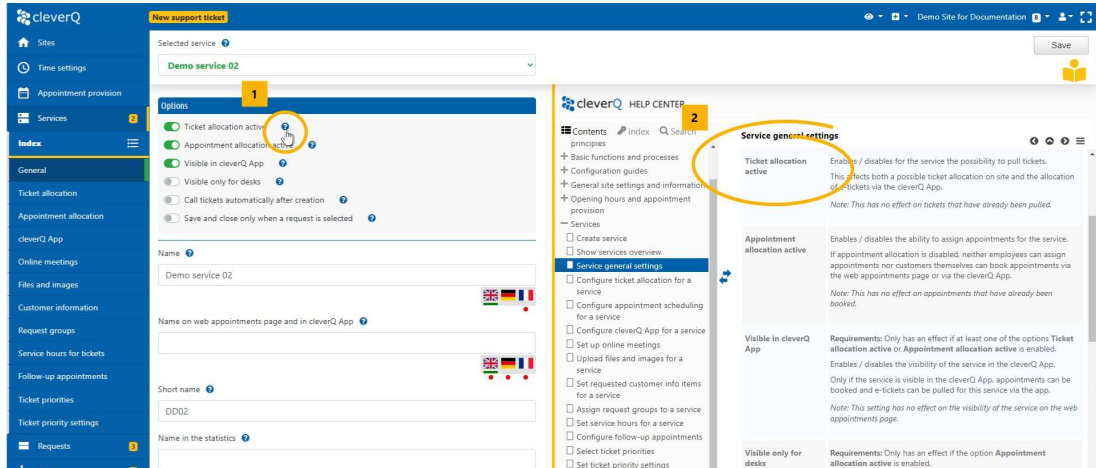 cleverQ
New support ticket
Demo Site for Documentation 8
Sites
Time settings
Appointment provision
Services 2
Index
General
Ticket allocation
Appointment allocation
cleverQ App
Online meetings
Files and images
Customer information
Request groups
Service hours for tickets
Follow-up appointments
Ticket priorities
Ticket priority settings
Requests 3
Selected service
Save
Demo service 02
1
Options
Ticket allocation active
Appointment allocation active
Visible in cleverQ App
Visible only for desks
Call tickets automatically after creation
Save and close only when a request is selected
Name
Demo service 02
Name on web appointments page and in cleverQ App
Short name
DD02
Name in the statistics
cleverQ HELP CENTER
2
Contents Index Search
principles
Basic functions and processes
Configuration guides
General site settings and information
Opening hours and appointment
provision
Services
Create service
Show services overview
Service general settings
Configure ticket allocation for a
service
Configure appointment scheduling
for a service
Configure cleverQ App for a service
Set up online meetings
Upload files and images for a
service
Set requested customer info items
for a service
Assign request groups to a service
Set service hours for a service
Configure follow-up appointments
Select ticket priorities
Set ticket priority settings
Service general settings
Ticket allocation
active
Enables / disables for the service the possibility to pull tickets.
This affects both a possible ticket allocation on site and the allocation
of e-tickets via the cleverQ App.
Note: This has no effect on tickets that have already been pulled.
Appointment
allocation active
Enables / disables the ability to assign appointments for the service.
If appointment allocation is disabled, neither employees can assign
appointments nor customers themselves can book appointments via
the web appointments page or via the cleverQ App.
Note: This has no effect on appointments that have already been
booked.
Visible in cleverQ
App
Requirements: Only has an effect if at least one of the options Ticket
allocation active or Appointment allocation active is enabled.
Enables / disables the visibility of the service in the cleverQ App.
Only if the service is visible in the cleverQ App, appointments can be
booked and e-tickets can be pulled for this service via the app.
Note: This setting has no effect on the visibility of the service on the web
appointments page.
Visible only for
desks
Requirements: Only has an effect if the option Appointment
allocation active is enabled.